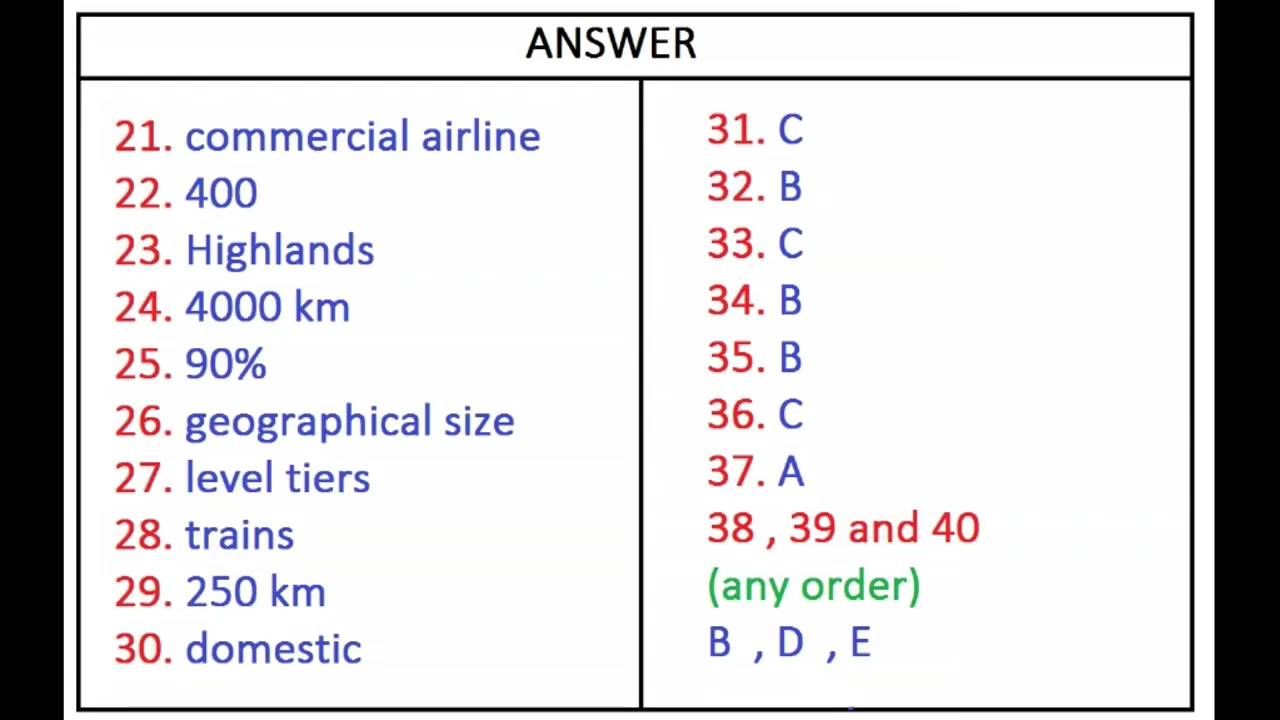 ANSWER
21. commercial airline
22. 400
23. Highlands
24. 4000 km
25. 90%
26. geographical size
27. level tiers
28. trains
29. 250 km
30. domestic
31. C
32. B
33. C
34. B
35. B
36. C
37. A
38 , 39 and 40
(any order)
B , D , E